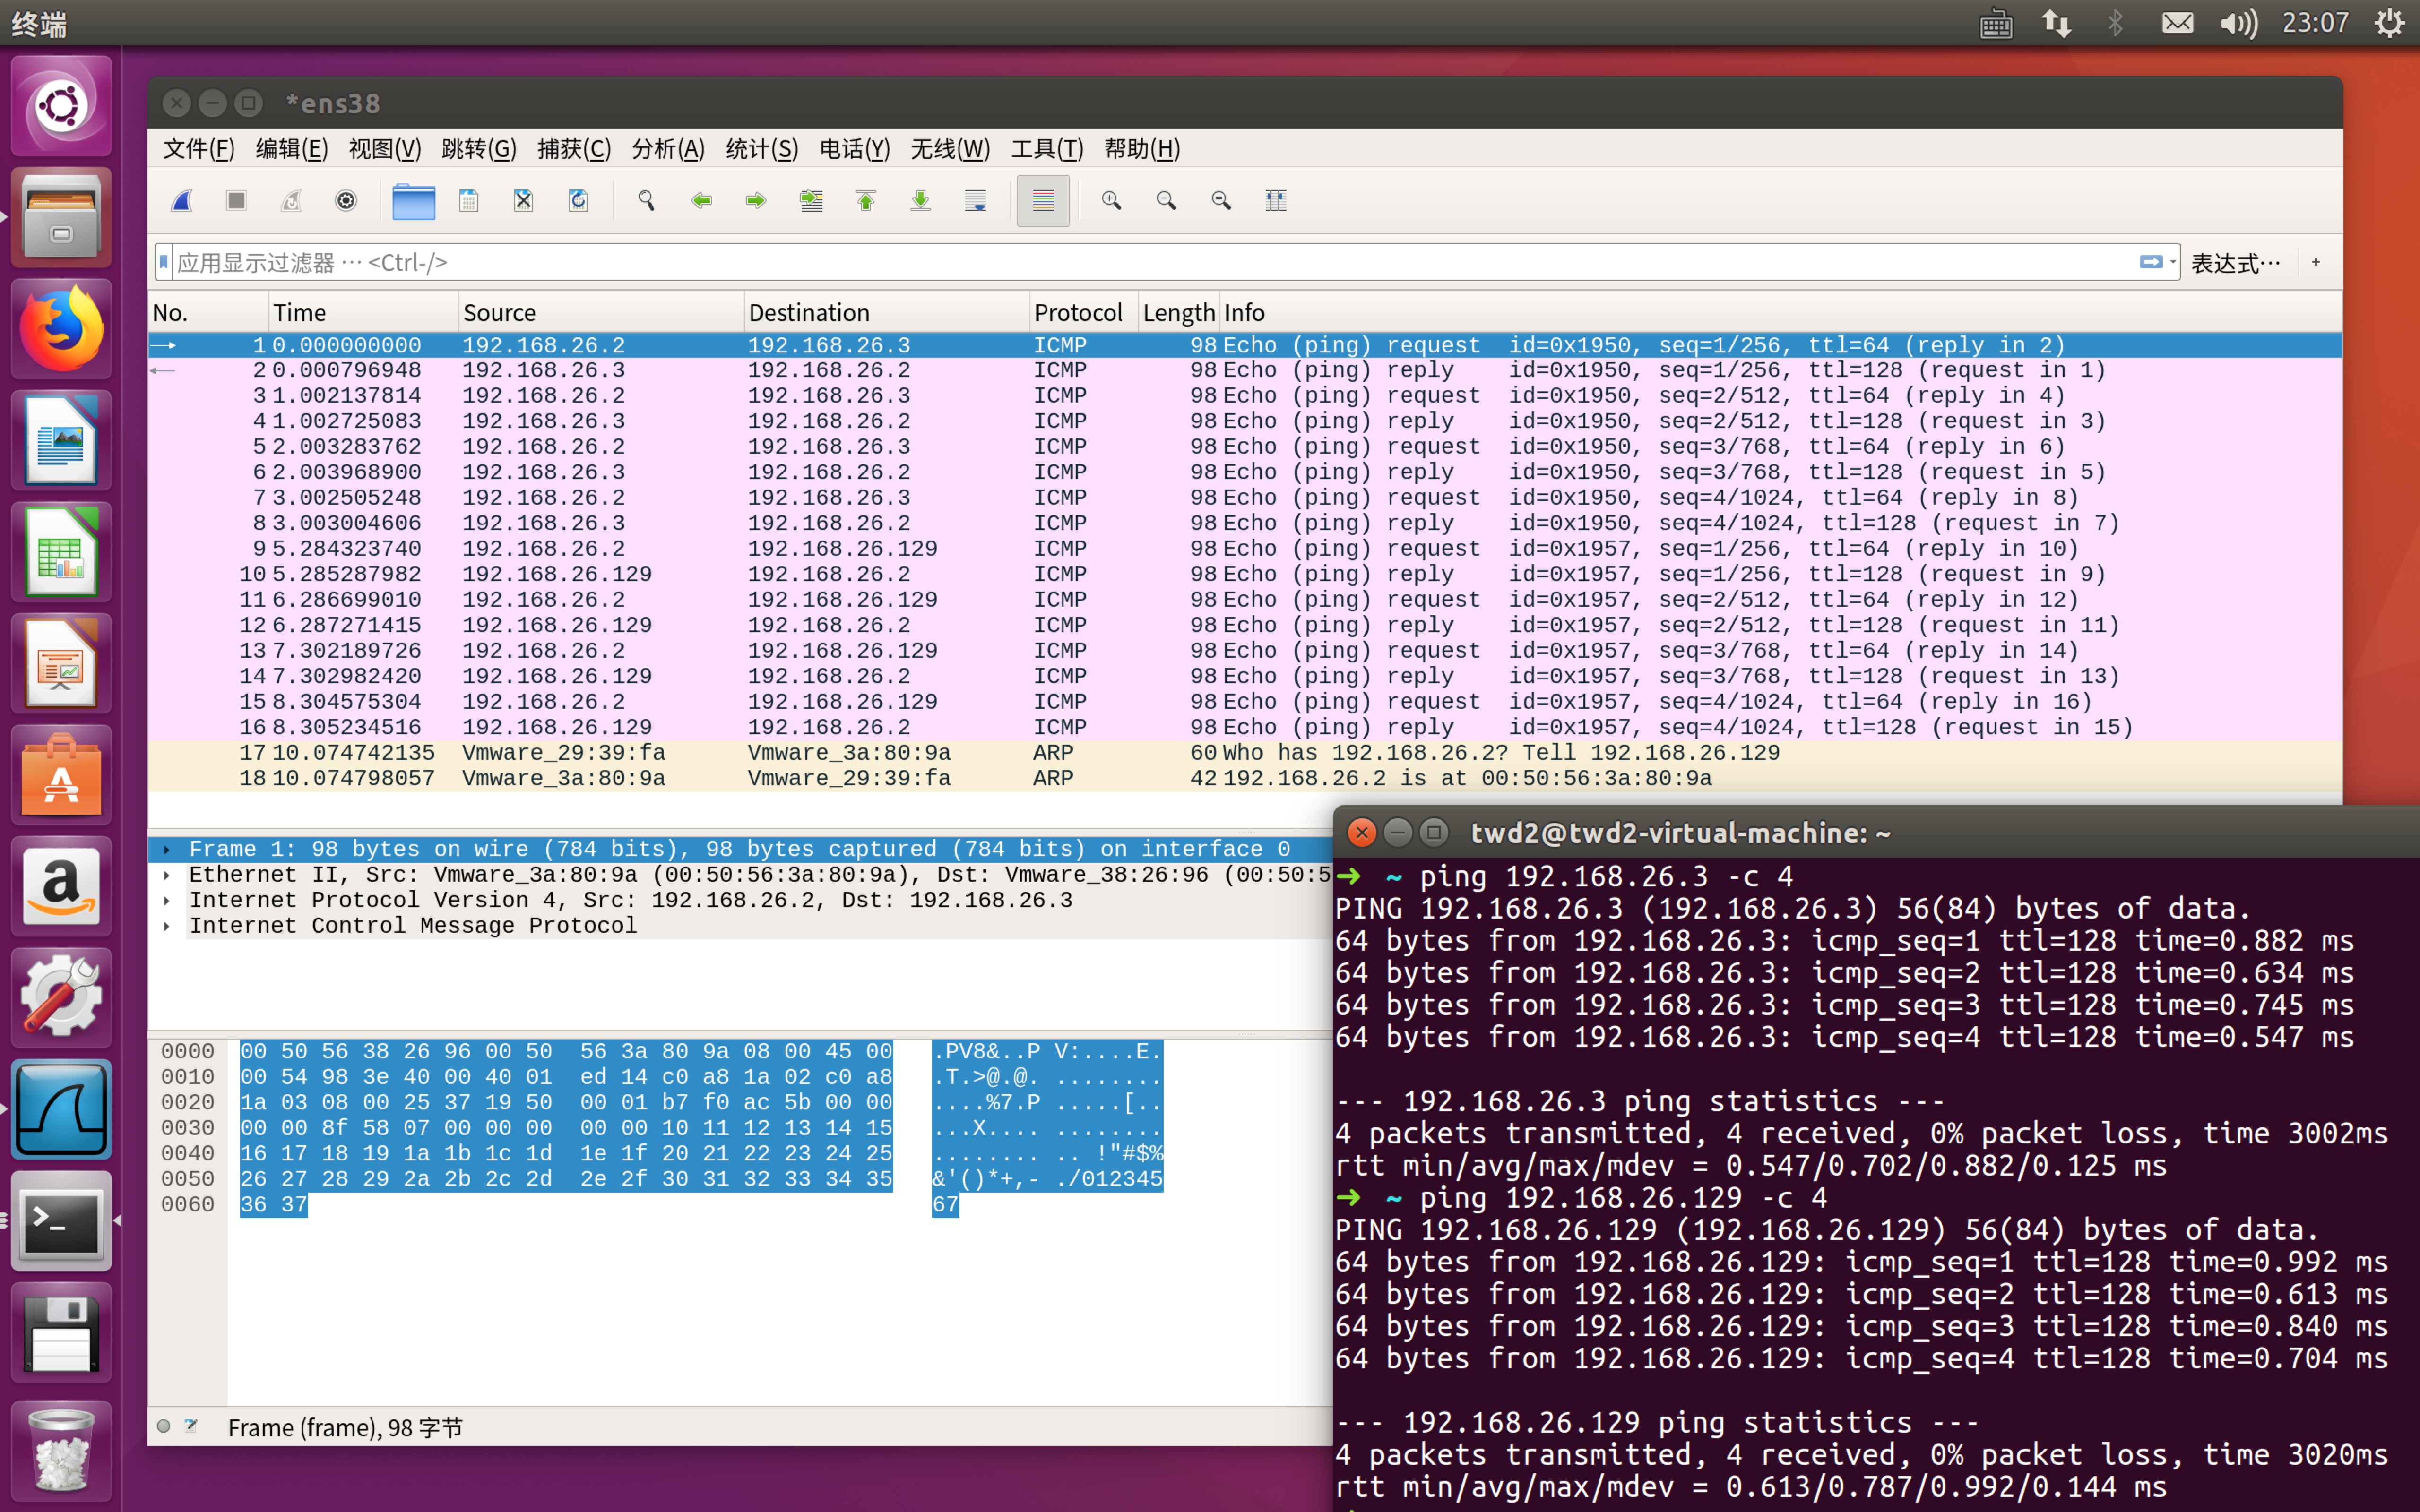 终端
23:07
*ens38
文件(F) 编辑(E) 视图(V) 跳转(G) 捕获(C) 分析(A) 统计(S) 电话(Y) 无线(W) 工具(T) 帮助(H)
应用显示过滤器 … <Ctrl-/> 表达式… +
No. Time Source Destination Protocol Length Info
1 0.000000000 192.168.26.2 192.168.26.3 ICMP 98 Echo (ping) request id=0x1950, seq=1/256, ttl=64 (reply in 2)
2 0.000796948 192.168.26.3 192.168.26.2 ICMP 98 Echo (ping) reply id=0x1950, seq=1/256, ttl=128 (request in 1)
3 1.002137814 192.168.26.2 192.168.26.3 ICMP 98 Echo (ping) request id=0x1950, seq=2/512, ttl=64 (reply in 4)
4 1.002725083 192.168.26.3 192.168.26.2 ICMP 98 Echo (ping) reply id=0x1950, seq=2/512, ttl=128 (request in 3)
5 2.003283762 192.168.26.2 192.168.26.3 ICMP 98 Echo (ping) request id=0x1950, seq=3/768, ttl=64 (reply in 6)
6 2.003968900 192.168.26.3 192.168.26.2 ICMP 98 Echo (ping) reply id=0x1950, seq=3/768, ttl=128 (request in 5)
7 3.002505248 192.168.26.2 192.168.26.3 ICMP 98 Echo (ping) request id=0x1950, seq=4/1024, ttl=64 (reply in 8)
8 3.003004606 192.168.26.3 192.168.26.2 ICMP 98 Echo (ping) reply id=0x1950, seq=4/1024, ttl=128 (request in 7)
9 5.284323740 192.168.26.2 192.168.26.129 ICMP 98 Echo (ping) request id=0x1957, seq=1/256, ttl=64 (reply in 10)
10 5.285287982 192.168.26.129 192.168.26.2 ICMP 98 Echo (ping) reply id=0x1957, seq=1/256, ttl=128 (request in 9)
11 6.286699010 192.168.26.2 192.168.26.129 ICMP 98 Echo (ping) request id=0x1957, seq=2/512, ttl=64 (reply in 12)
12 6.287271415 192.168.26.129 192.168.26.2 ICMP 98 Echo (ping) reply id=0x1957, seq=2/512, ttl=128 (request in 11)
13 7.302189726 192.168.26.2 192.168.26.129 ICMP 98 Echo (ping) request id=0x1957, seq=3/768, ttl=64 (reply in 14)
14 7.302982420 192.168.26.129 192.168.26.2 ICMP 98 Echo (ping) reply id=0x1957, seq=3/768, ttl=128 (request in 13)
15 8.304575304 192.168.26.2 192.168.26.129 ICMP 98 Echo (ping) request id=0x1957, seq=4/1024, ttl=64 (reply in 16)
16 8.305234516 192.168.26.129 192.168.26.2 ICMP 98 Echo (ping) reply id=0x1957, seq=4/1024, ttl=128 (request in 15)
17 10.074742135 Vmware_29:39:fa Vmware_3a:80:9a ARP 60 Who has 192.168.26.2? Tell 192.168.26.129
18 10.074798057 Vmware_3a:80:9a Vmware_29:39:fa ARP 42 192.168.26.2 is at 00:50:56:3a:80:9a
Frame 1: 98 bytes on wire (784 bits), 98 bytes captured (784 bits) on interface 0
Ethernet II, Src: Vmware_3a:80:9a (00:50:56:3a:80:9a), Dst: Vmware_38:26:96 (00:50:5
Internet Protocol Version 4, Src: 192.168.26.2, Dst: 192.168.26.3
Internet Control Message Protocol
0000 00 50 56 38 26 96 00 50 56 3a 80 9a 08 00 45 00 .PV8&..P V:....E.
0010 00 54 98 3e 40 00 40 01 ed 14 c0 a8 1a 02 c0 a8 .T.>@.@. ........
0020 1a 03 08 00 25 37 19 50 00 01 b7 f0 ac 5b 00 00 ....%7.P .....[..
0030 00 00 8f 58 07 00 00 00 00 00 10 11 12 13 14 15 ...X.... ........
0040 16 17 18 19 1a 1b 1c 1d 1e 1f 20 21 22 23 24 25 ........ .. !"#$%
0050 26 27 28 29 2a 2b 2c 2d 2e 2f 30 31 32 33 34 35 &'()*+,- ./012345
0060 36 37 67
Frame (frame), 98 字节
twd2@twd2-virtual-machine: ~
➜ ~ ping 192.168.26.3 -c 4
PING 192.168.26.3 (192.168.26.3) 56(84) bytes of data.
64 bytes from 192.168.26.3: icmp_seq=1 ttl=128 time=0.882 ms
64 bytes from 192.168.26.3: icmp_seq=2 ttl=128 time=0.634 ms
64 bytes from 192.168.26.3: icmp_seq=3 ttl=128 time=0.745 ms
64 bytes from 192.168.26.3: icmp_seq=4 ttl=128 time=0.547 ms
--- 192.168.26.3 ping statistics ---
4 packets transmitted, 4 received, 0% packet loss, time 3002ms
rtt min/avg/max/mdev = 0.547/0.702/0.882/0.125 ms
➜ ~ ping 192.168.26.129 -c 4
PING 192.168.26.129 (192.168.26.129) 56(84) bytes of data.
64 bytes from 192.168.26.129: icmp_seq=1 ttl=128 time=0.992 ms
64 bytes from 192.168.26.129: icmp_seq=2 ttl=128 time=0.613 ms
64 bytes from 192.168.26.129: icmp_seq=3 ttl=128 time=0.840 ms
64 bytes from 192.168.26.129: icmp_seq=4 ttl=128 time=0.704 ms
--- 192.168.26.129 ping statistics ---
4 packets transmitted, 4 received, 0% packet loss, time 3020ms
rtt min/avg/max/mdev = 0.613/0.787/0.992/0.144 ms